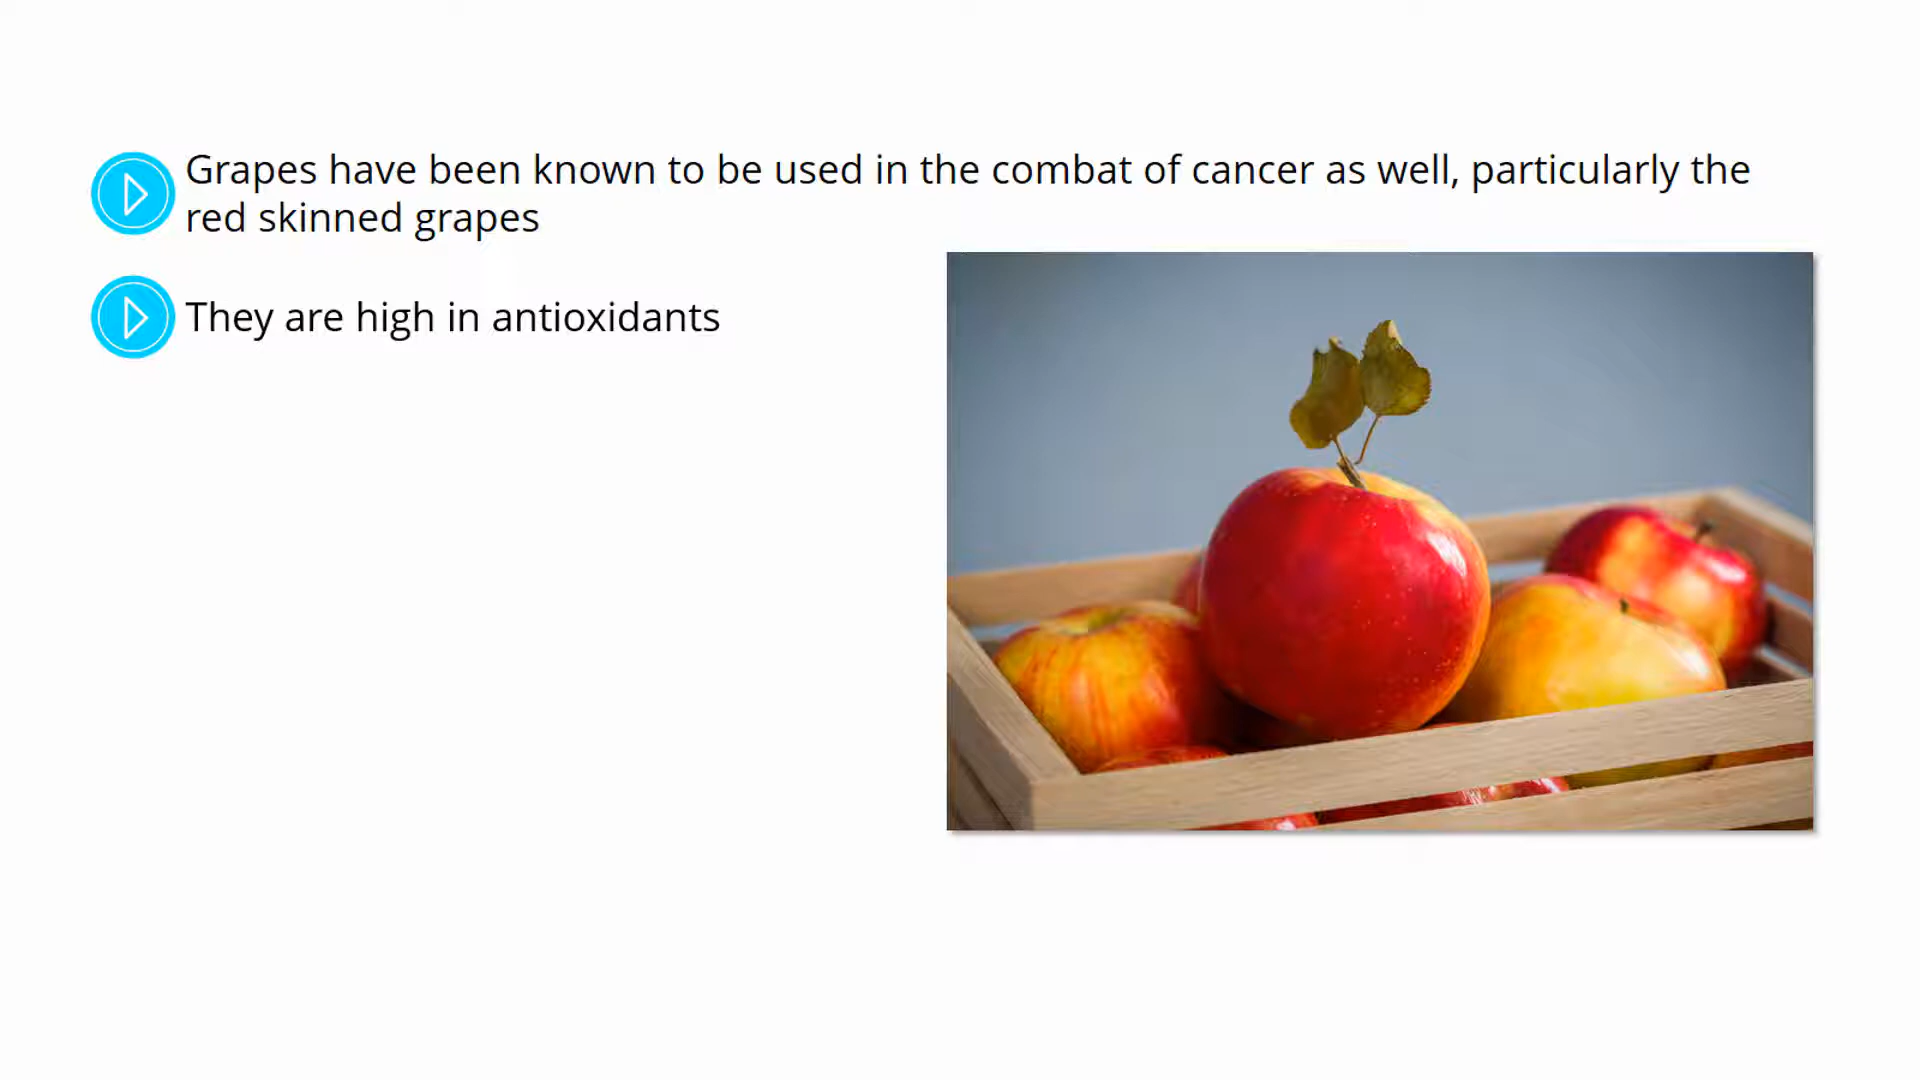 Grapes have been known to be used in the combat of cancer as well, particularly the
red skinned grapes
They are high in antioxidants